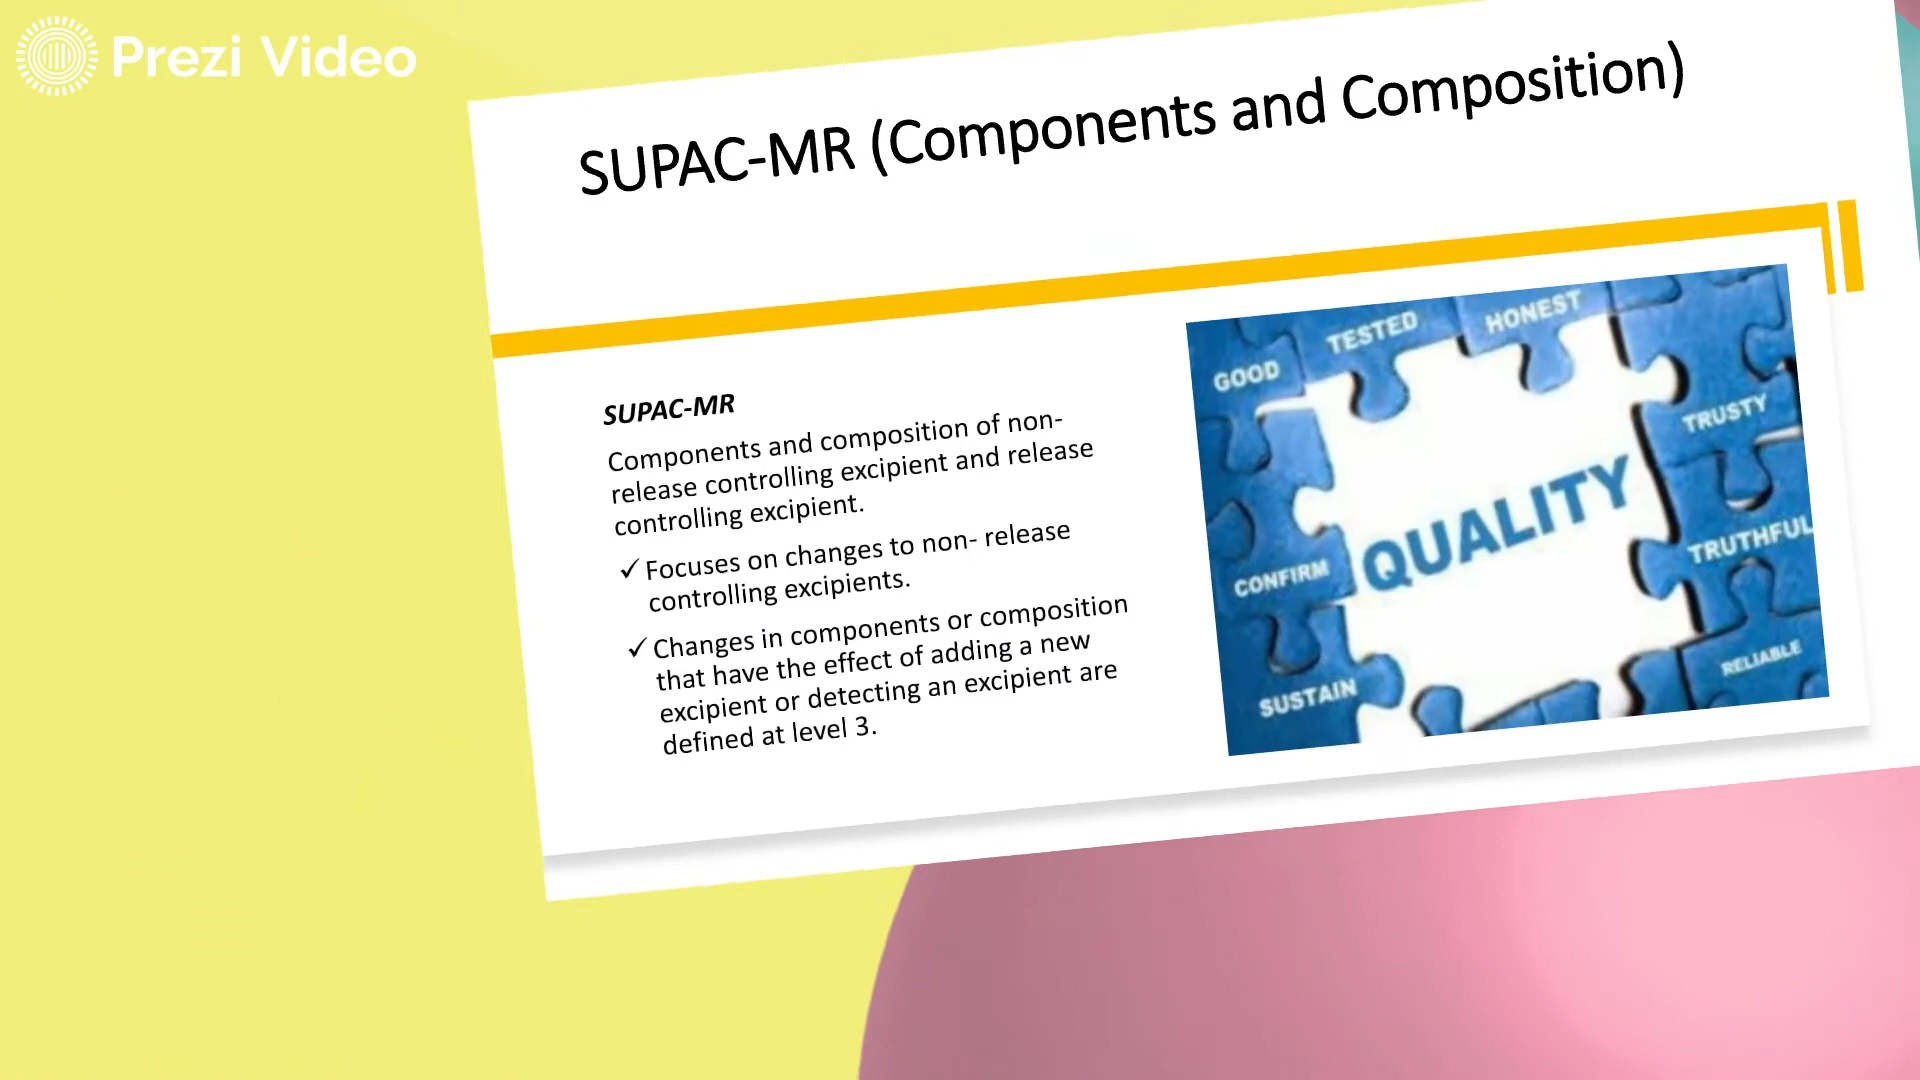 Prezi Video
SUPAC-MR (Components and Composition)
SUPAC-MR
Components and composition of non-
release controlling excipient and release
controlling excipient.
✓ Focuses on changes to non- release
controlling excipients.
✓ Changes in components or composition
that have the effect of adding a new
excipient or detecting an excipient are
defined at level 3.
GOOD
TESTED
HONEST
TRUSTY
QUALITY
TRUTHFUL
CONFIRM
RELIABLE
SUSTAIN